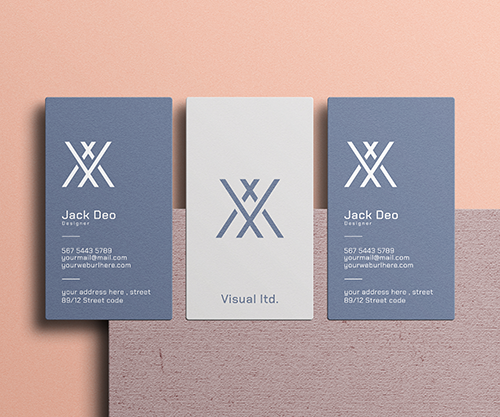 Jack Deo
Designer
567 5443 5789
yourmail@mail.com
yourweburlhere.com
your address here , street
89/12 Street code
Visual ltd.
Jack Deo
Designer
567 5443 5789
yourmail@mail.com
yourweburlhere.com
your address here , street
89/12 Street code